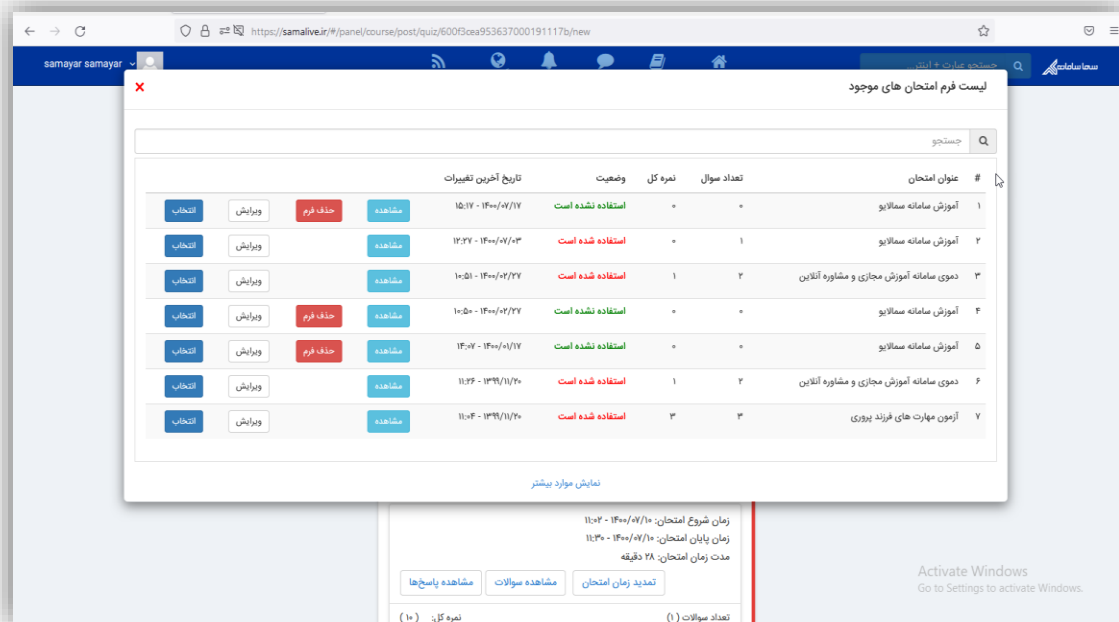 https://samalive.ir/#/panel/course/post/quiz/600f3cea953637000191117b/new
samayar samayar
جستجو عبارت + اینتر...
لیست فرم امتحان های موجود
جستجو
# عنوان امتحان تعداد سوال نمره کل وضعیت تاریخ آخرین تغییرات
۱ آموزش سامانه سمالایو ۰ ۰ استفاده نشده است ۱۴۰۰/۰۷/۱۷ - ۱۵:۱۷ مشاهده حذف فرم ویرایش انتخاب
۲ آموزش سامانه سمالایو ۱ ۰ استفاده شده است ۱۴۰۰/۰۷/۰۳ - ۱۲:۲۷ مشاهده ویرایش انتخاب
۳ دموی سامانه آموزش مجازی و مشاوره آنلاین ۲ ۱ استفاده شده است ۱۴۰۰/۰۲/۲۷ - ۱۰:۵۱ مشاهده ویرایش انتخاب
۴ آموزش سامانه سمالایو ۰ ۰ استفاده نشده است ۱۴۰۰/۰۲/۲۷ - ۱۰:۵۰ مشاهده حذف فرم ویرایش انتخاب
۵ آموزش سامانه سمالایو ۰ ۰ استفاده نشده است ۱۴۰۰/۰۱/۱۷ - ۱۴:۰۷ مشاهده حذف فرم ویرایش انتخاب
۶ دموی سامانه آموزش مجازی و مشاوره آنلاین ۲ ۱ استفاده شده است ۱۳۹۹/۱۱/۲۰ - ۱۱:۲۶ مشاهده ویرایش انتخاب
۷ آزمون مهارت های فرزند پروری ۳ ۳ استفاده شده است ۱۳۹۹/۱۱/۲۰ - ۱۱:۰۴ مشاهده ویرایش انتخاب
نمایش موارد بیشتر
زمان شروع امتحان: ۱۴۰۰/۰۷/۱۰ - ۱۱:۰۲
زمان پایان امتحان: ۱۴۰۰/۰۷/۱۰ - ۱۱:۳۰
مدت زمان امتحان: ۲۸ دقیقه
تمدید زمان امتحان مشاهده سوالات مشاهده پاسخ‌ها
تعداد سوالات ( ۱ ) نمره کل: ( ۱۰ )
Activate Windows
Go to Settings to activate Windows.